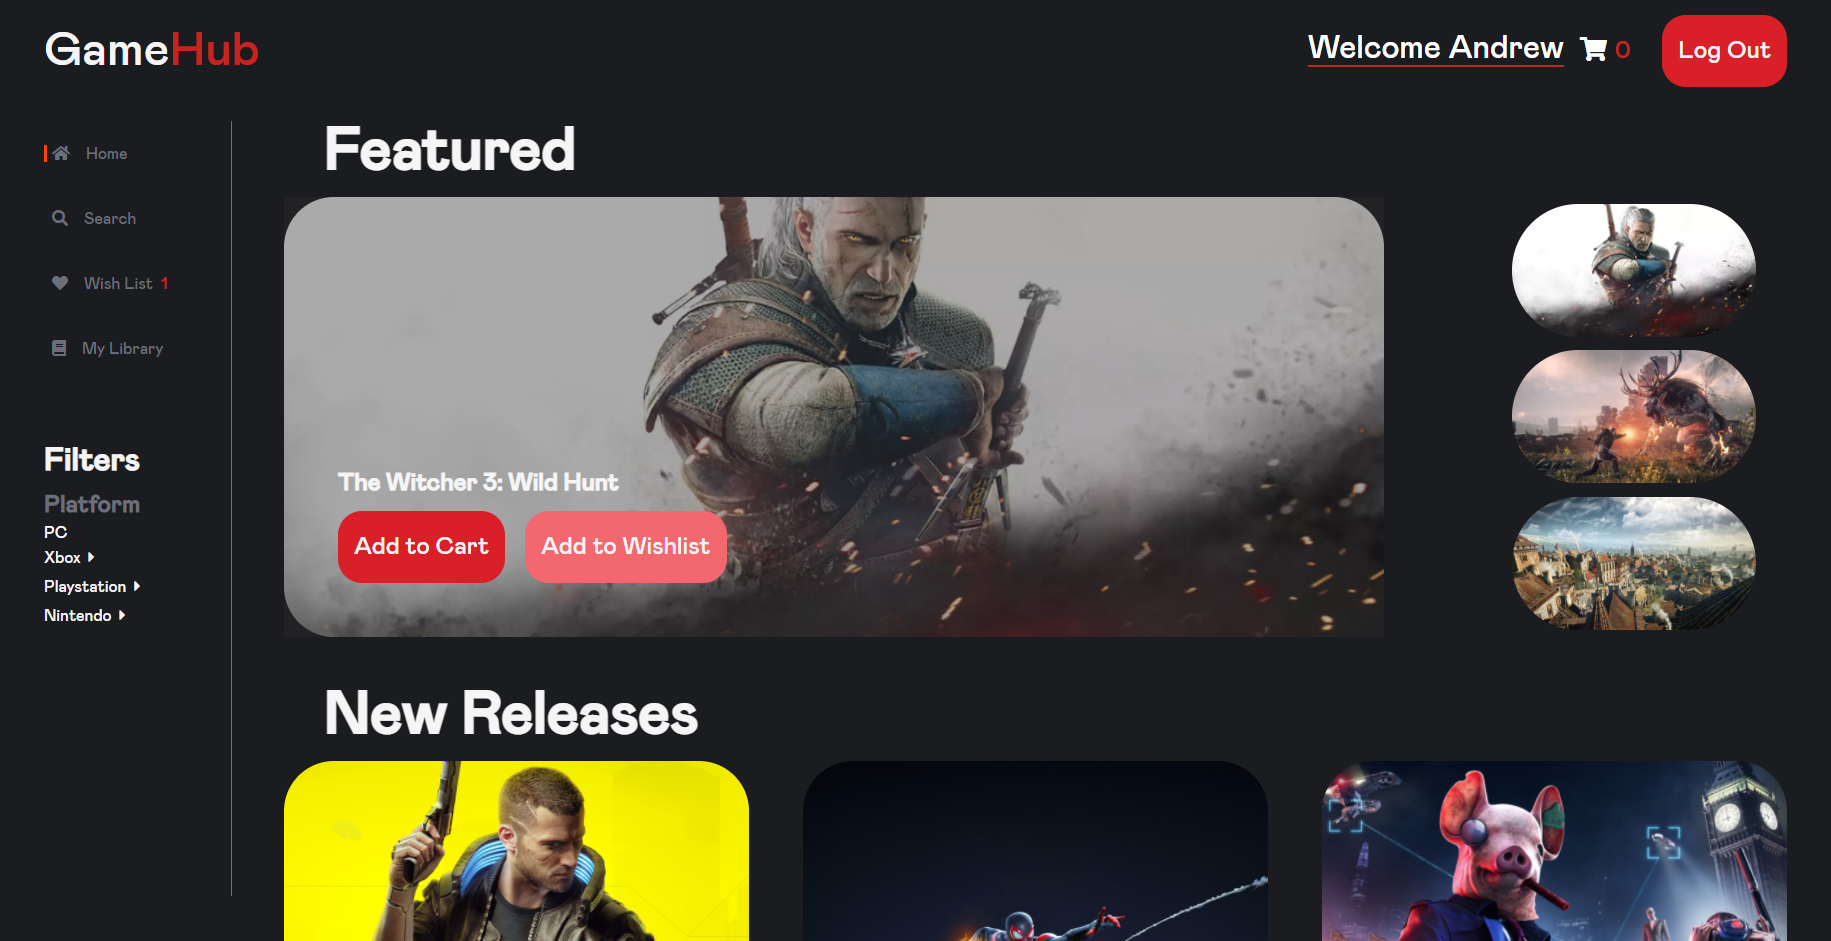 GameHub
Welcome Andrew
0
Log Out
Home
Search
Wish List 1
My Library
Filters
Platform
PC
Xbox
Playstation
Nintendo
Featured
The Witcher 3: Wild Hunt
Add to Cart
Add to Wishlist
New Releases